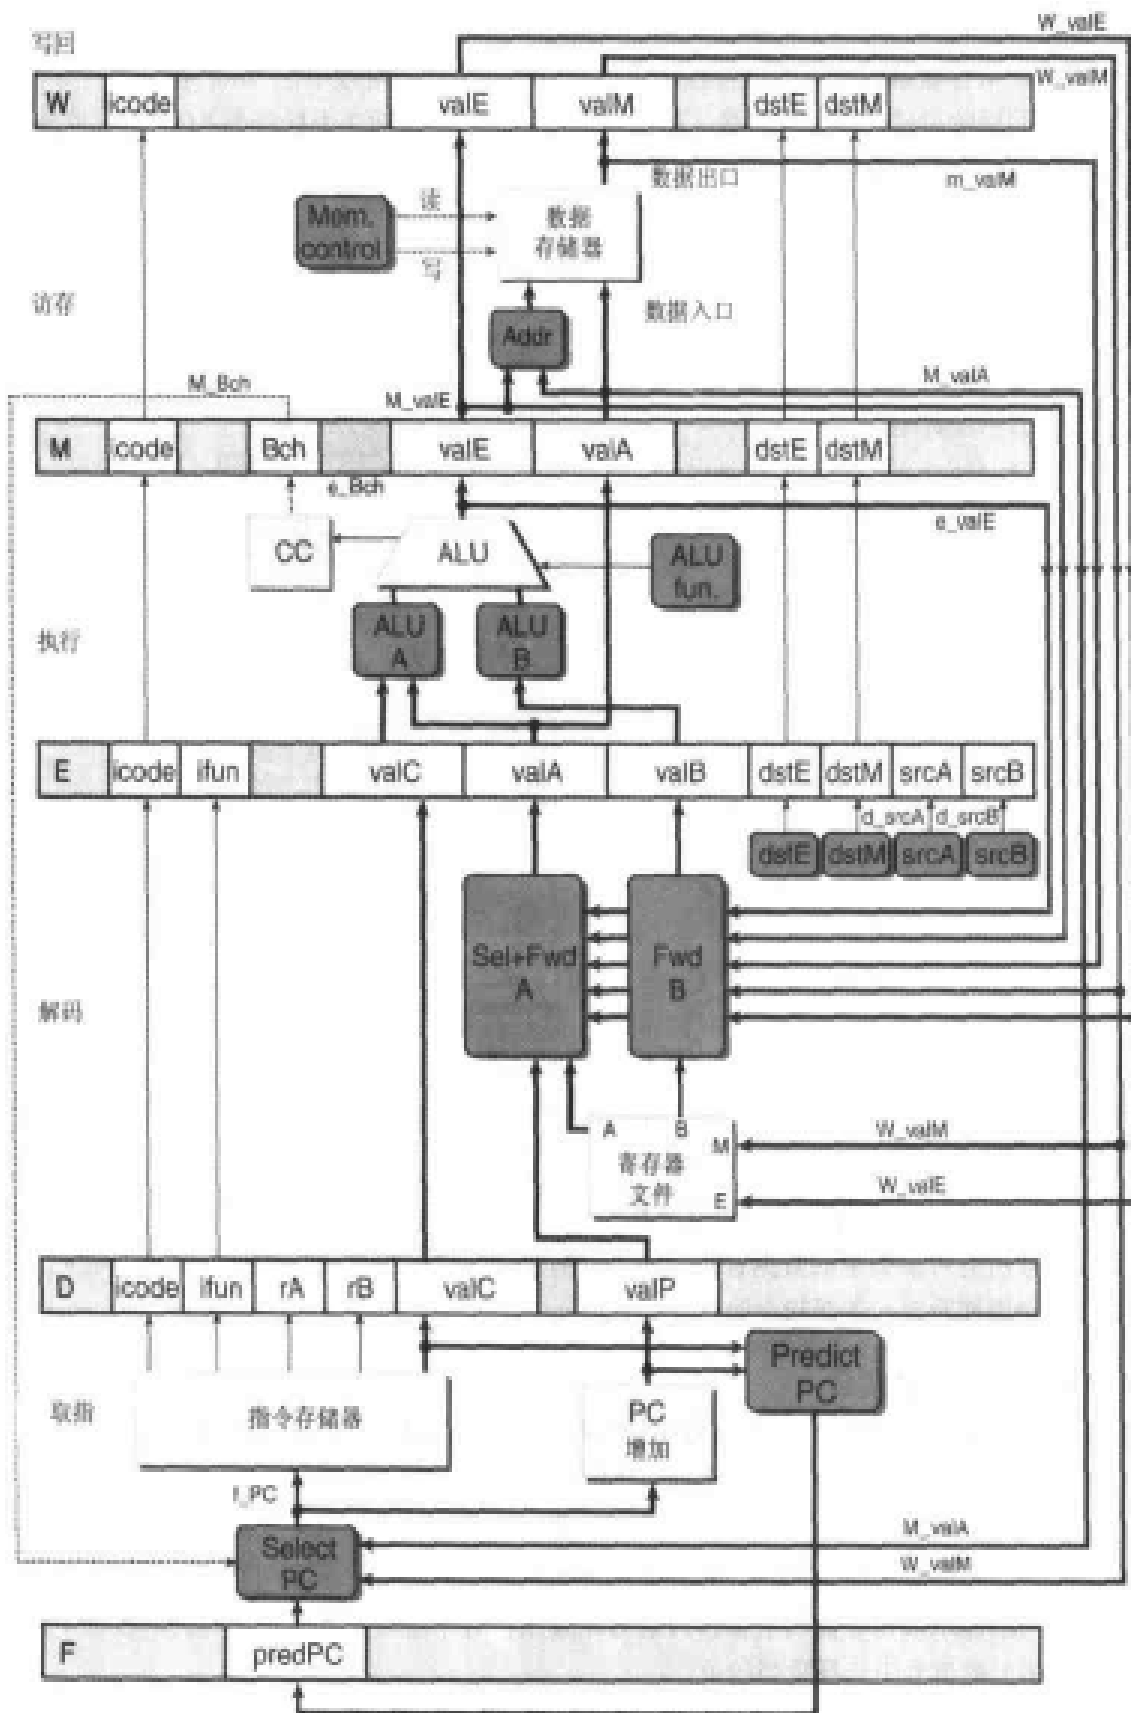 W_valE
写回
W_valM
W icode valE valM dstE dstM
数据出口
m_valM
读
Mem. control
数据 存储器
写
访存
数据入口
Addr
M_Bch
M_valA
M_valE
M icode Bch valE valA dstE dstM
e_Bch
e_valE
CC
ALU
ALU fun.
执行
ALU A
ALU B
E icode ifun valC valA valB dstE dstM srcA srcB
d_srcA d_srcB
dstE dstM srcA srcB
Sel+Fwd A
Fwd B
解码
A B
W_valM
M
寄存器 文件
W_valE
E
D icode ifun rA rB valC valP
Predict PC
取指
指令存储器
PC 增加
f_PC
M_valA
Select PC
W_valM
F predPC